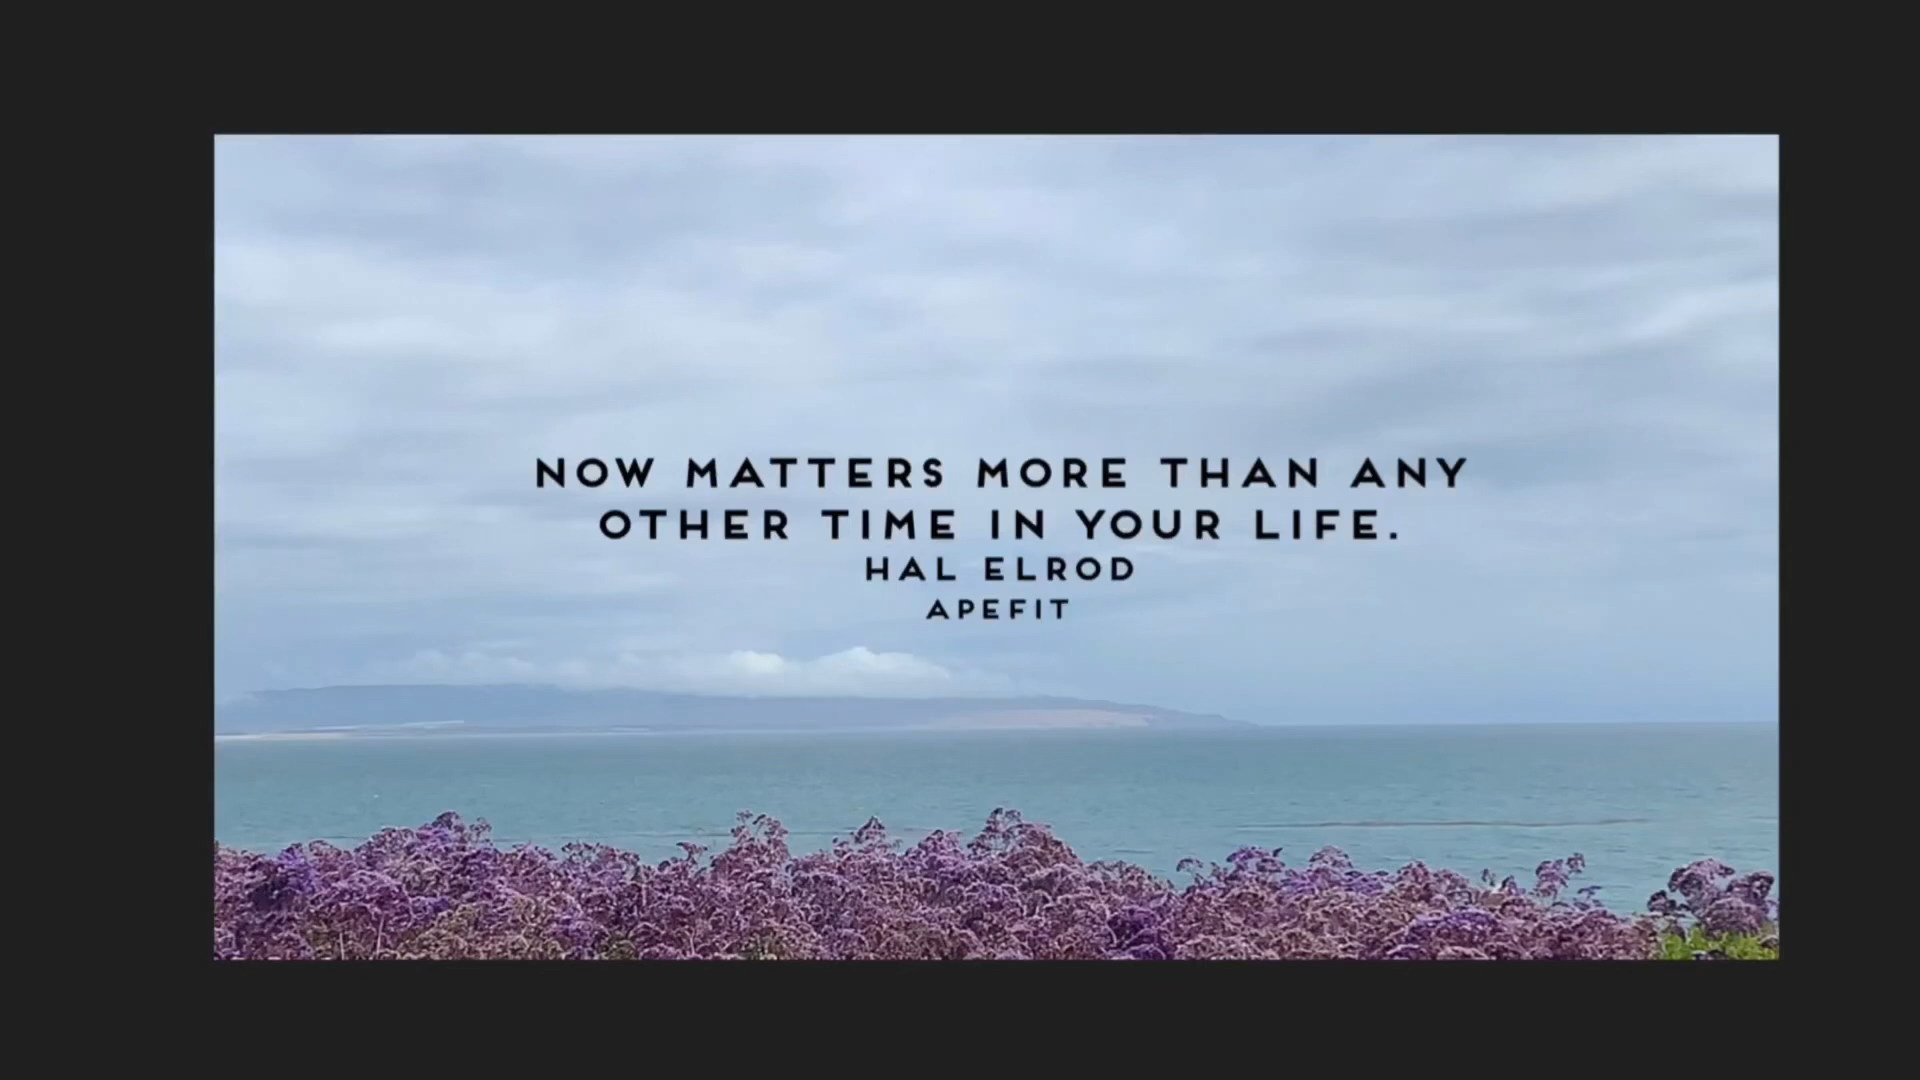 NOW MATTERS MORE THAN ANY
OTHER TIME IN YOUR LIFE.
HAL ELROD
APEFIT